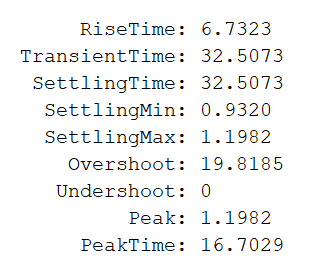 RiseTime: 6.7323
TransientTime: 32.5073
SettlingTime: 32.5073
SettlingMin: 0.9320
SettlingMax: 1.1982
Overshoot: 19.8185
Undershoot: 0
Peak: 1.1982
PeakTime: 16.7029